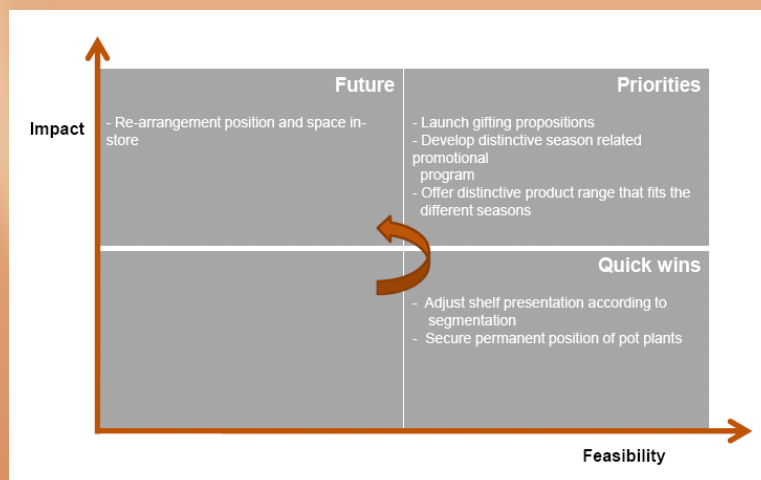 Impact
Future
- Re-arrangement position and space in-
store
Priorities
- Launch gifting propositions
- Develop distinctive season related
promotional
program
- Offer distinctive product range that fits the
different seasons
Quick wins
- Adjust shelf presentation according to
segmentation
- Secure permanent position of pot plants
Feasibility